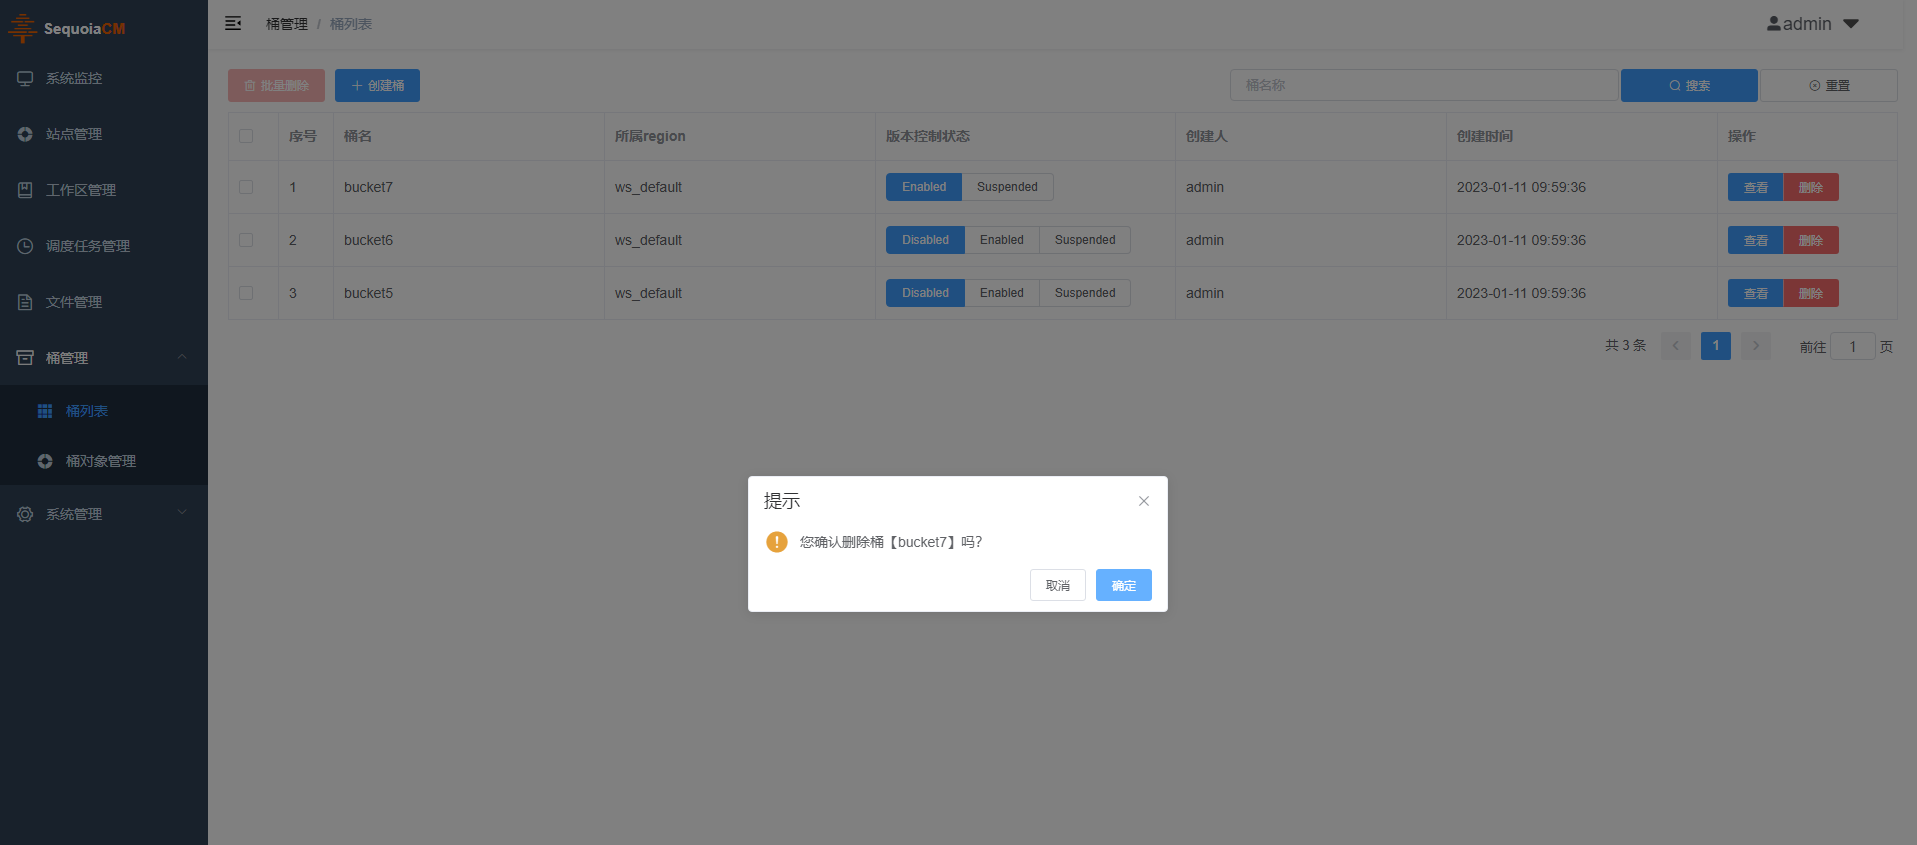 SequoiaCM
系统监控
站点管理
工作区管理
调度任务管理
文件管理
桶管理
桶列表
桶对象管理
系统管理
桶管理 / 桶列表
admin
批量删除 创建桶 桶名称 搜索 重置
序号 桶名 所属region 版本控制状态 创建人 创建时间 操作
1 bucket7 ws_default Enabled Suspended admin 2023-01-11 09:59:36 查看 删除
2 bucket6 ws_default Disabled Enabled Suspended admin 2023-01-11 09:59:36 查看 删除
3 bucket5 ws_default Disabled Enabled Suspended admin 2023-01-11 09:59:36 查看 删除
共 3 条 1 前往 1 页
提示
您确认删除桶【bucket7】吗?
取消 确定